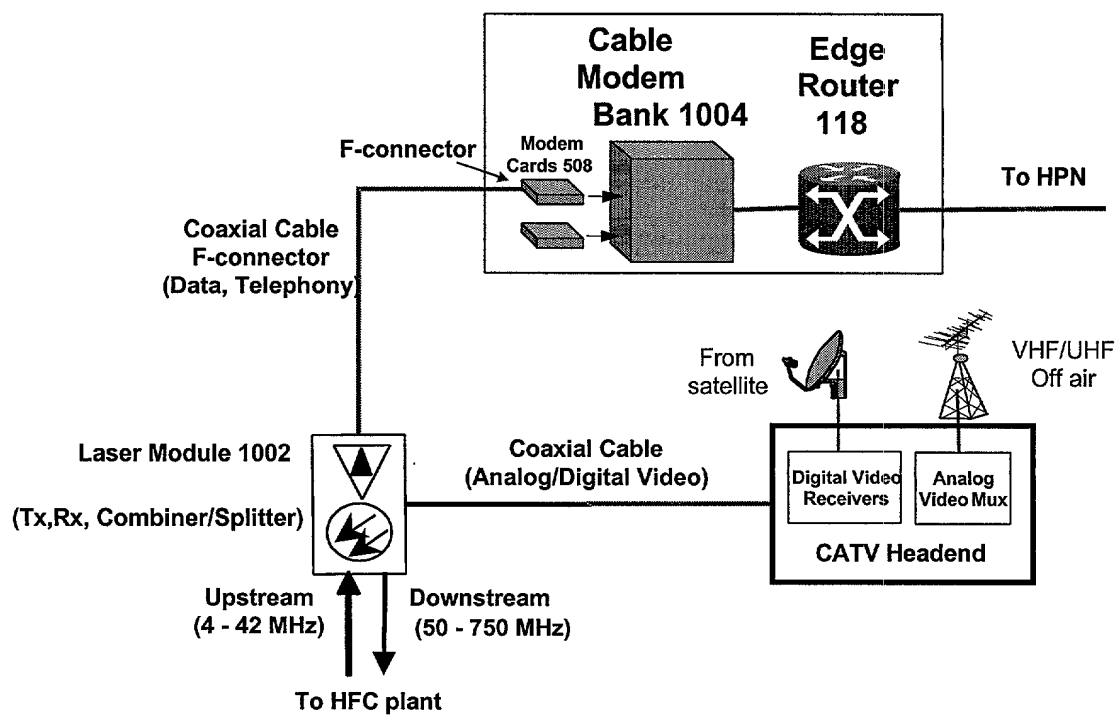 Cable
Modem
Bank 1004
Edge
Router
118
F-connector
Modem
Cards 508
To HPN
Coaxial Cable
F-connector
(Data, Telephony)
From
satellite
VHF/UHF
Off air
Laser Module 1002
Coaxial Cable
(Analog/Digital Video)
Digital Video
Receivers
Analog
Video Mux
(Tx,Rx, Combiner/Splitter)
CATV Headend
Upstream
(4 - 42 MHz)
Downstream
(50 - 750 MHz)
To HFC plant